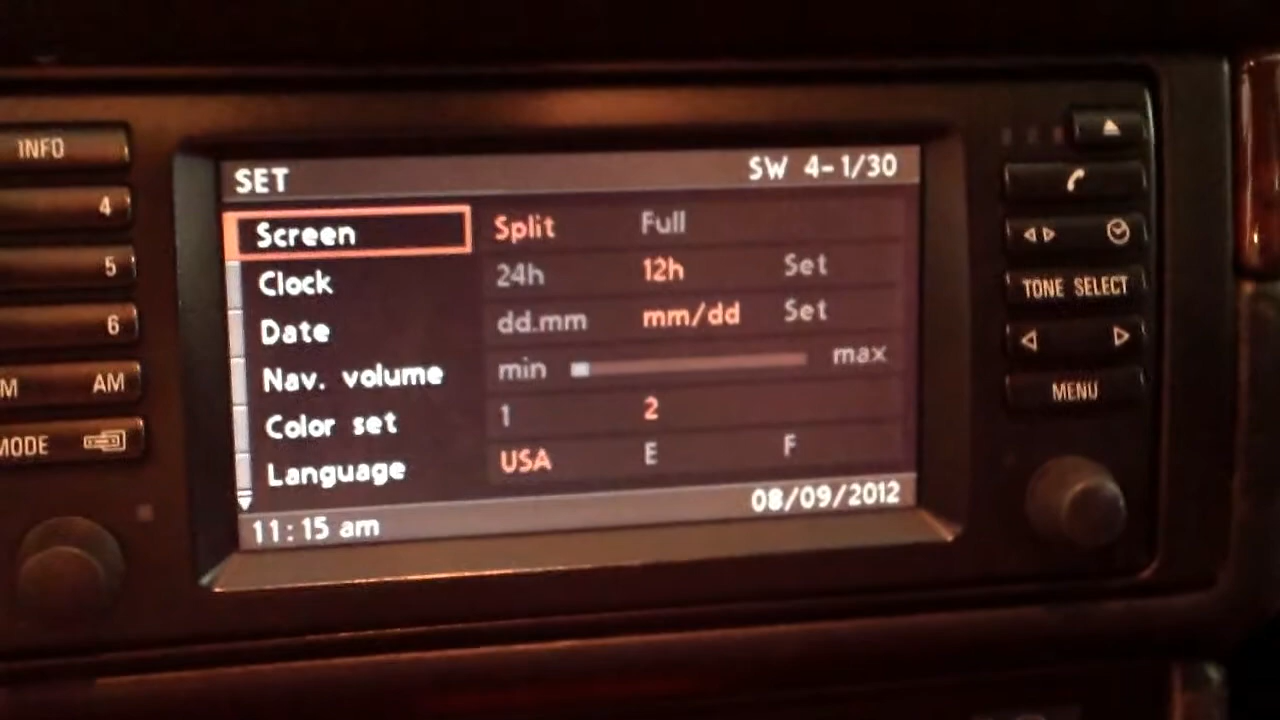 INFO
4
5
6
M AM
MODE
SET SW 4-1/30
Screen Split Full
Clock 24h 12h Set
Date dd.mm mm/dd Set
Nav. volume min max
Color set 1 2
Language USA E F
11:15 am 08/09/2012
TONE SELECT
MENU